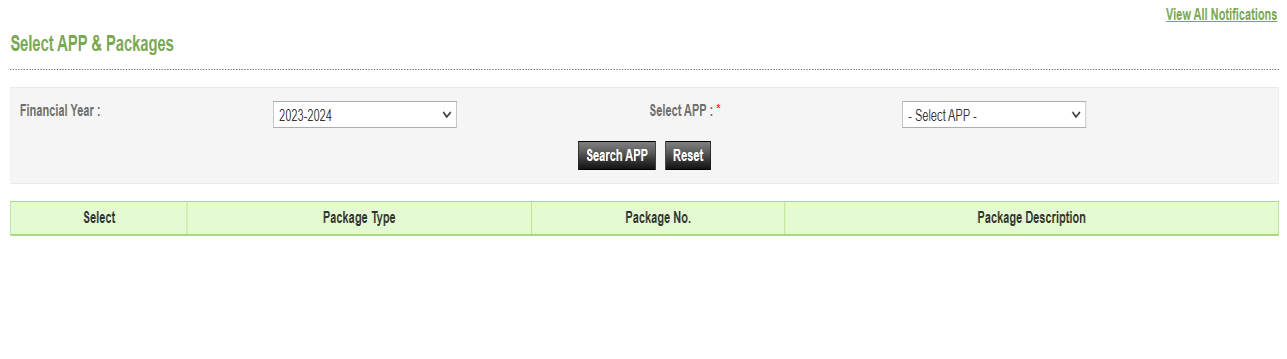 View All Notifications
Select APP & Packages
Financial Year : 2023-2024 Select APP : * - Select APP -
Search APP Reset
Select Package Type Package No. Package Description